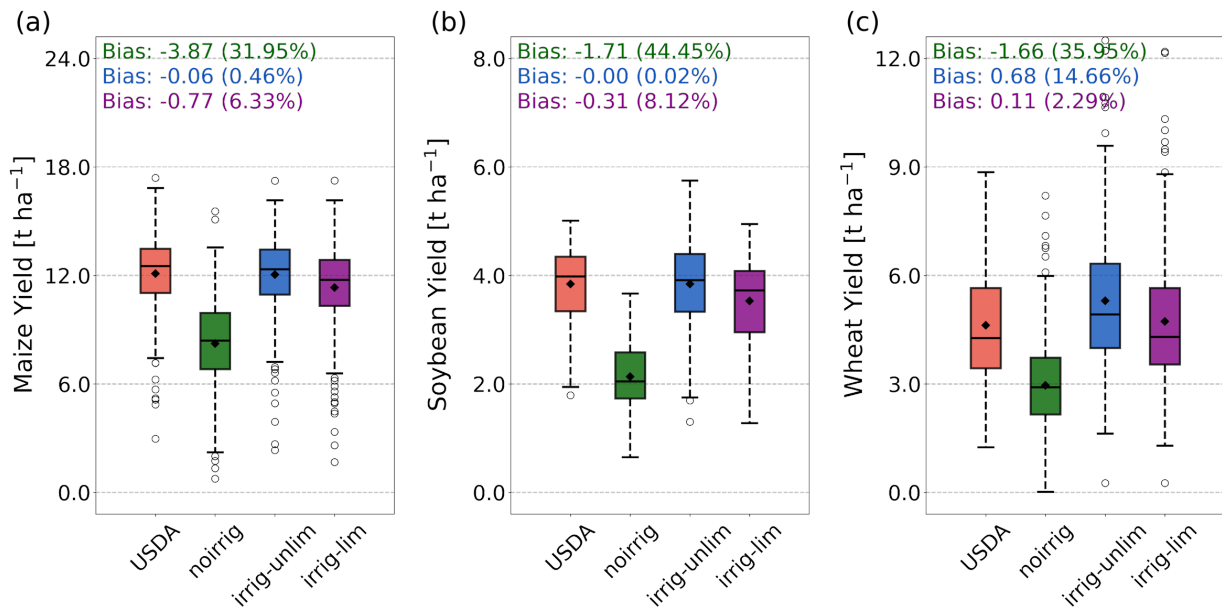 (a)
Bias: -3.87 (31.95%)
Bias: -0.06 (0.46%)
Bias: -0.77 (6.33%)
Maize Yield [t ha⁻¹]
24.0
18.0
12.0
6.0
0.0
USDA
noirrig
irrig-unlim
irrig-lim
(b)
Bias: -1.71 (44.45%)
Bias: -0.00 (0.02%)
Bias: -0.31 (8.12%)
Soybean Yield [t ha⁻¹]
8.0
6.0
4.0
2.0
0.0
USDA
noirrig
irrig-unlim
irrig-lim
(c)
Bias: -1.66 (35.95%)
Bias: 0.68 (14.66%)
Bias: 0.11 (2.29%)
Wheat Yield [t ha⁻¹]
12.0
9.0
6.0
3.0
0.0
USDA
noirrig
irrig-unlim
irrig-lim